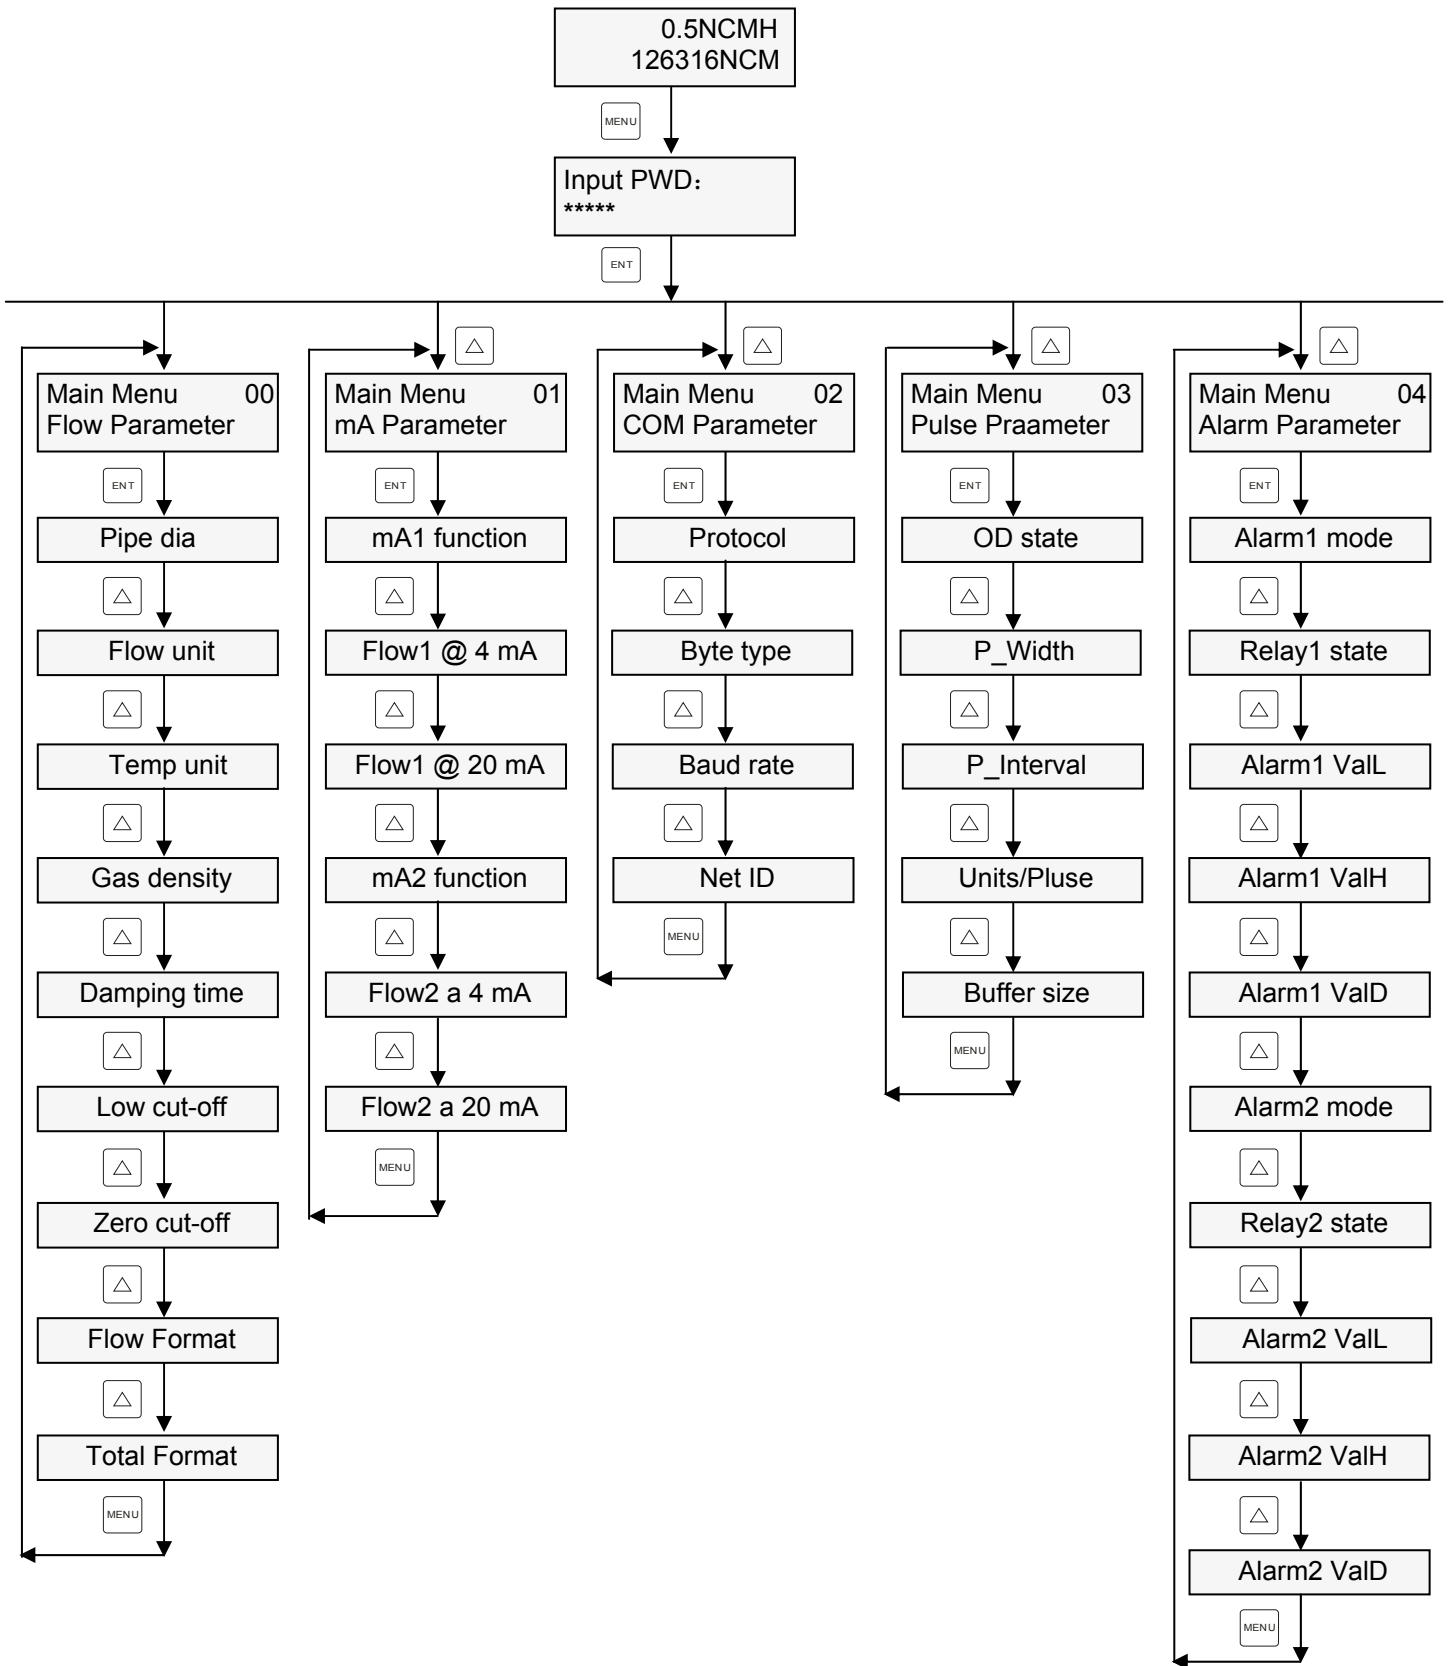 0.5NCMH
126316NCM
MENU
Input PWD：
*****
ENT
Main Menu 00
Flow Parameter
ENT
Pipe dia
Flow unit
Temp unit
Gas density
Damping time
Low cut-off
Zero cut-off
Flow Format
Total Format
MENU
Main Menu 01
mA Parameter
ENT
mA1 function
Flow1 @ 4 mA
Flow1 @ 20 mA
mA2 function
Flow2 a 4 mA
Flow2 a 20 mA
MENU
Main Menu 02
COM Parameter
ENT
Protocol
Byte type
Baud rate
Net ID
MENU
Main Menu 03
Pulse Praameter
ENT
OD state
P_Width
P_Interval
Units/Pluse
Buffer size
MENU
Main Menu 04
Alarm Parameter
ENT
Alarm1 mode
Relay1 state
Alarm1 ValL
Alarm1 ValH
Alarm1 ValD
Alarm2 mode
Relay2 state
Alarm2 ValL
Alarm2 ValH
Alarm2 ValD
MENU